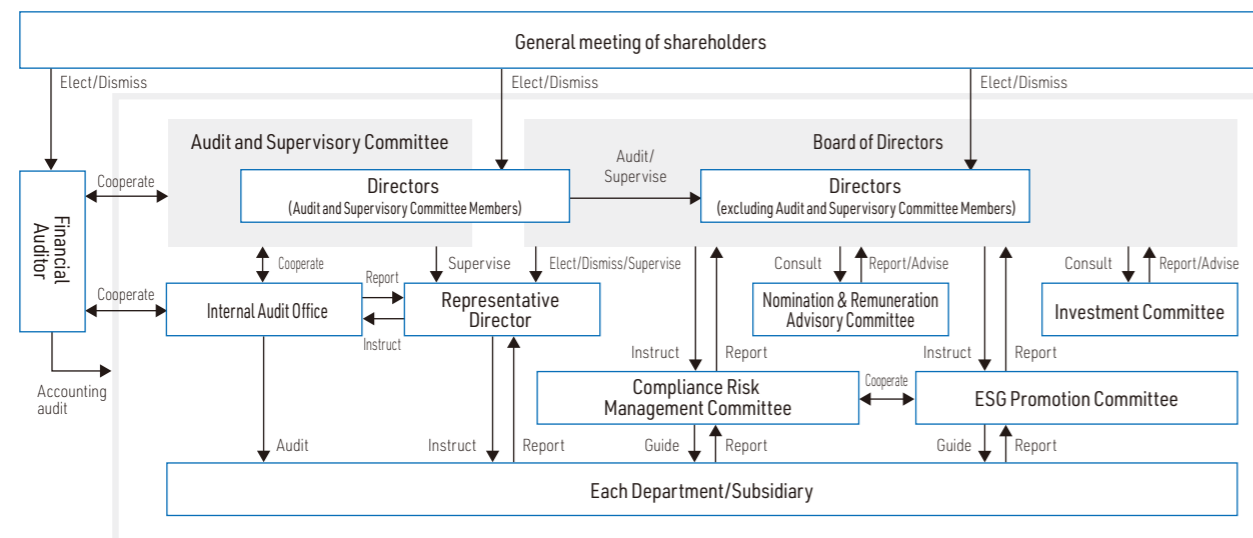 General meeting of shareholders
Elect/Dismiss
Elect/Dismiss
Elect/Dismiss
Audit and Supervisory Committee
Board of Directors
Audit/
Supervise
Cooperate
Directors
(Audit and Supervisory Committee Members)
Directors
(excluding Audit and Supervisory Committee Members)
Financial
Auditor
Cooperate
Supervise
Elect/Dismiss/Supervise
Consult
Report/Advise
Consult
Report/Advise
Cooperate
Internal Audit Office
Report
Instruct
Representative
Director
Nomination & Remuneration
Advisory Committee
Investment Committee
Instruct
Report
Instruct
Report
Accounting
audit
Compliance Risk
Management Committee
Cooperate
ESG Promotion Committee
Audit
Instruct
Report
Guide
Report
Guide
Report
Each Department/Subsidiary